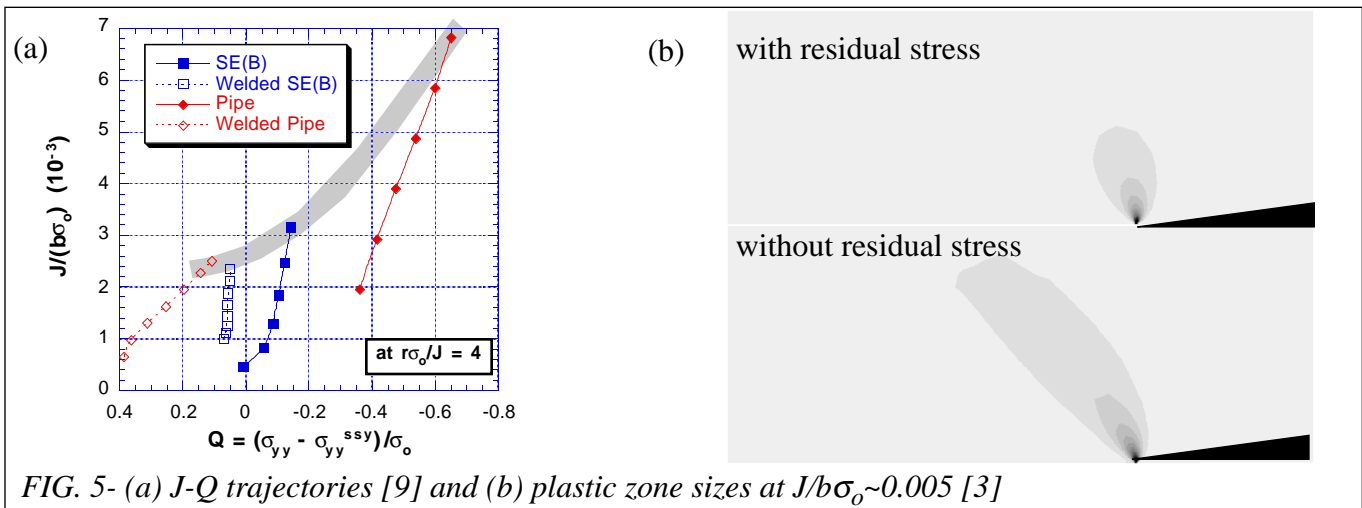 (a)
7
6
5
4
3
2
1
0
J/(bσₒ) (10⁻³)
SE(B)
Welded SE(B)
Pipe
Welded Pipe
at rσₒ/J = 4
0.4 0.2 0 -0.2 -0.4 -0.6 -0.8
Q = (σyy - σyy^ssy)/σₒ
(b)
with residual stress
without residual stress
FIG. 5- (a) J-Q trajectories [9] and (b) plastic zone sizes at J/bσₒ~0.005 [3]